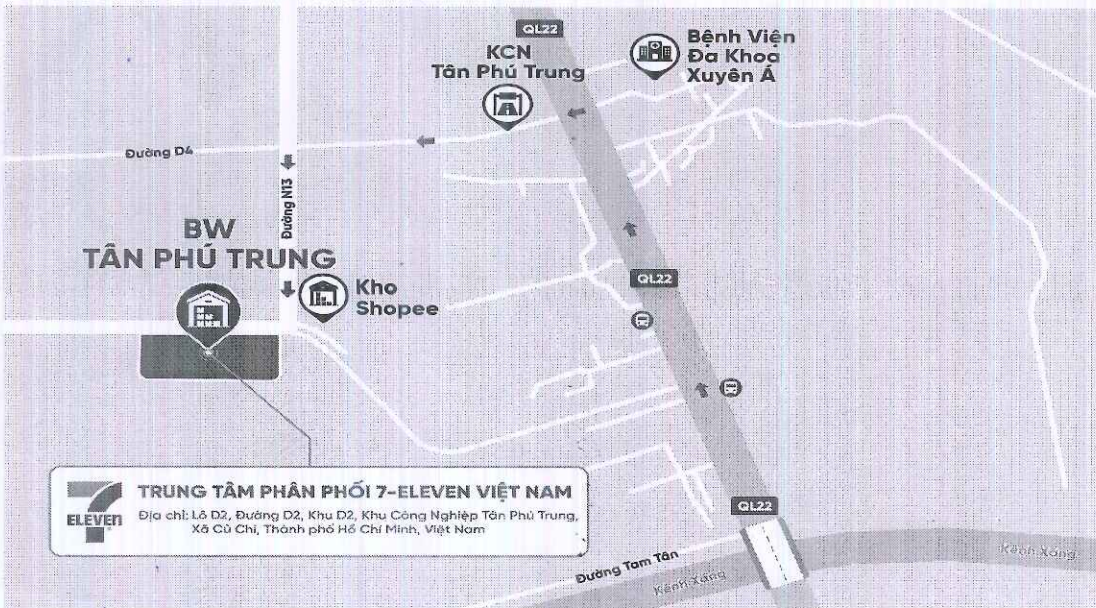 QL22
KCN
Tân Phú Trung
Bệnh Viện
Đa Khoa
Xuyên Á
Đường D4
Đường N13
BW
TÂN PHÚ TRUNG
Kho
Shopee
QL22
7
ELEVEn
TRUNG TÂM PHÂN PHỐI 7-ELEVEN VIỆT NAM
Địa chỉ: Lô D2, Đường D2, Khu D2, Khu Công Nghiệp Tân Phú Trung,
Xã Củ Chi, Thành phố Hồ Chí Minh, Việt Nam
QL22
Đường Tam Tân
Kênh Xáng
Kênh Xáng